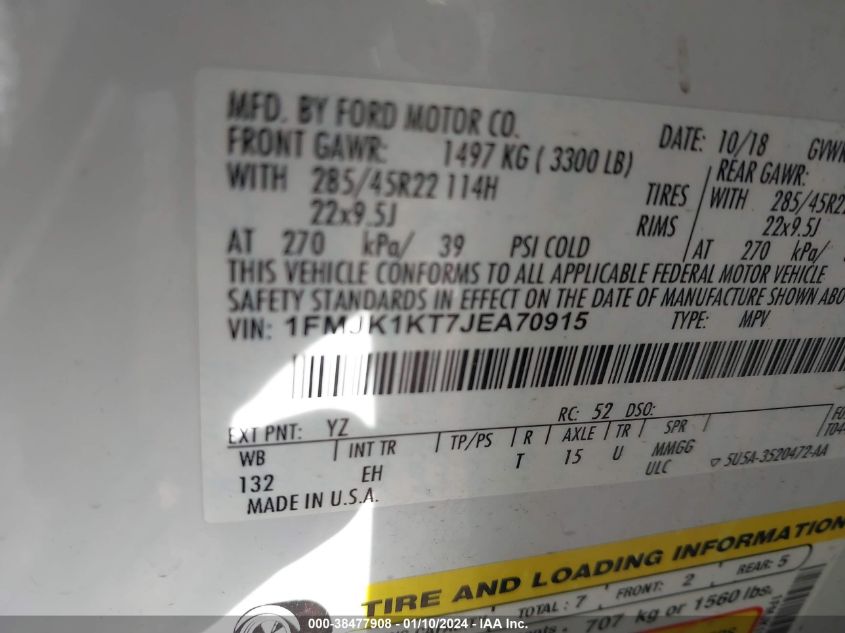 MFD. BY FORD MOTOR CO.
DATE: 10/18
FRONT GAWR: 1497 KG ( 3300 LB)
REAR GAWR:
WITH 285/45R22 114H TIRES
WITH 285/45R22
22x9.5J RIMS
22x9.5J
AT 270 kPa/ 39 PSI COLD
AT 270 kPa/
THIS VEHICLE CONFORMS TO ALL APPLICABLE FEDERAL MOTOR VEHICLE
SAFETY STANDARDS IN EFFECT ON THE DATE OF MANUFACTURE SHOWN
VIN: 1FMJK1KT7JEA70915 TYPE: MPV
RC: 52 DSO:
EXT PNT: YZ
WB INT TR TP/PS R AXLE TR SPR
132 EH T 15 U MMGG
ULC 5U5A-3520472-AA
MADE IN U.S.A.
TIRE AND LOADING INFORMATION
TOTAL : 7 FRONT: 2 REAR: 5
707 kg or 1560 lbs.
000-38477908 - 01/10/2024 - IAA Inc.